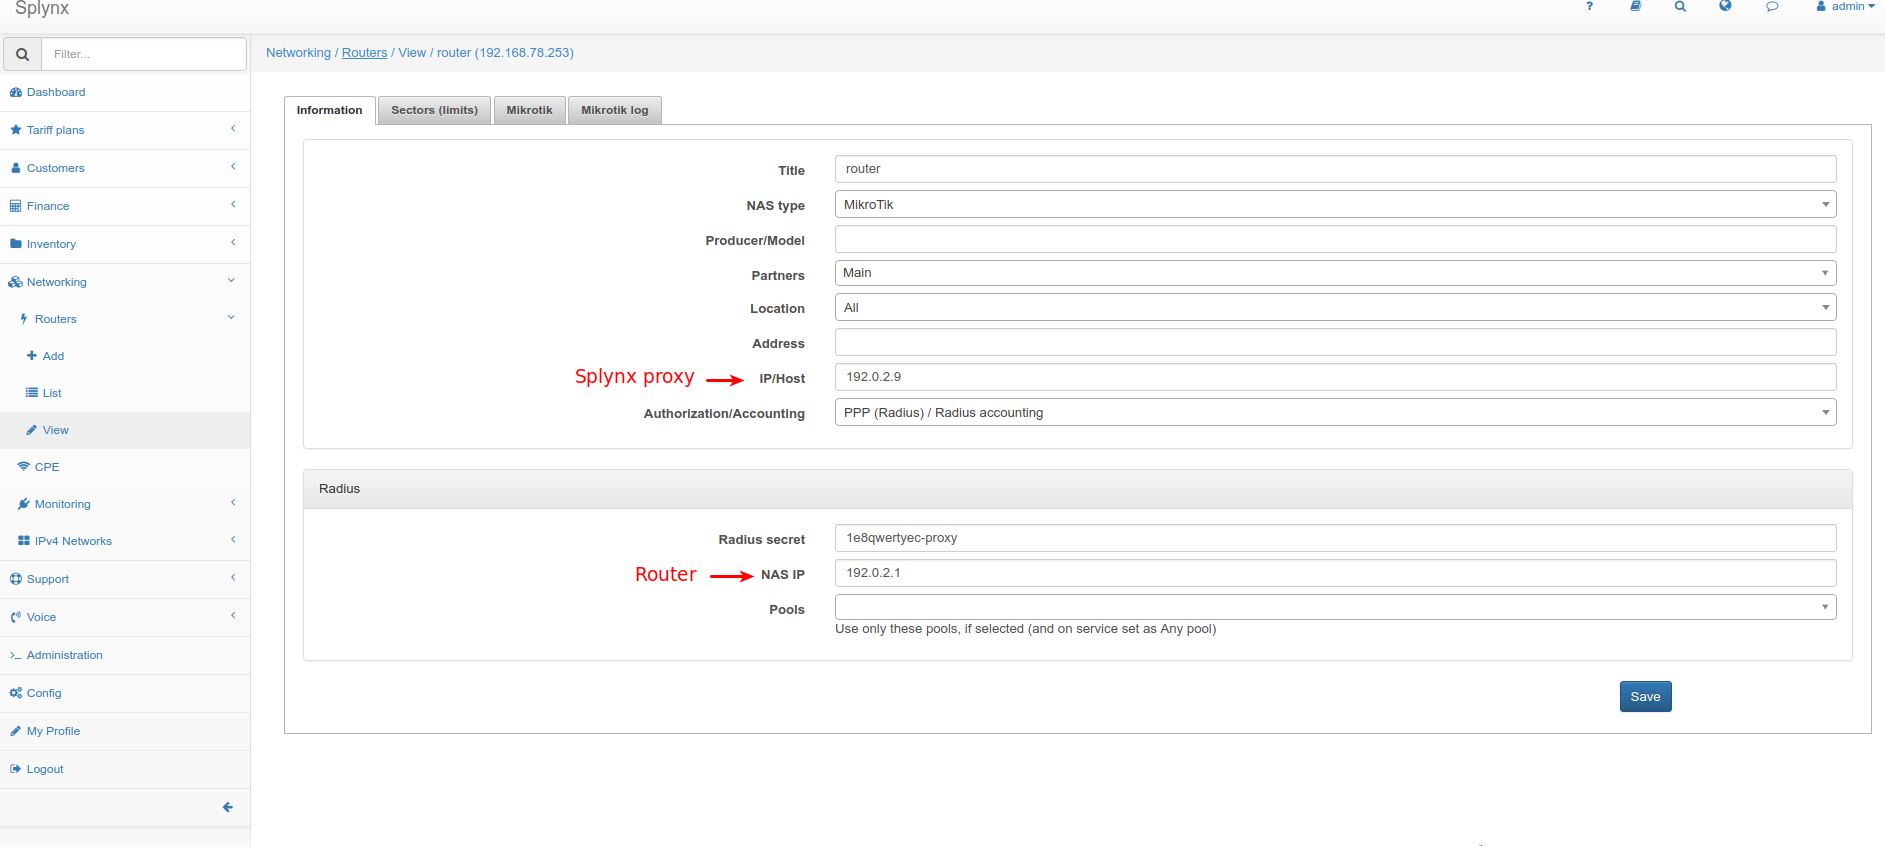 Splynx
admin
Filter...
Networking / Routers / View / router (192.168.78.253)
Dashboard
Tariff plans
Customers
Finance
Inventory
Networking
Routers
Add
List
View
CPE
Monitoring
IPv4 Networks
Support
Voice
Administration
Config
My Profile
Logout
Information
Sectors (limits)
Mikrotik
Mikrotik log
Title router
NAS type MikroTik
Producer/Model
Partners Main
Location All
Address
Splynx proxy IP/Host 192.0.2.9
Authorization/Accounting PPP (Radius) / Radius accounting
Radius
Radius secret 1e8qwertyec-proxy
Router NAS IP 192.0.2.1
Pools
Use only these pools, if selected (and on service set as Any pool)
Save